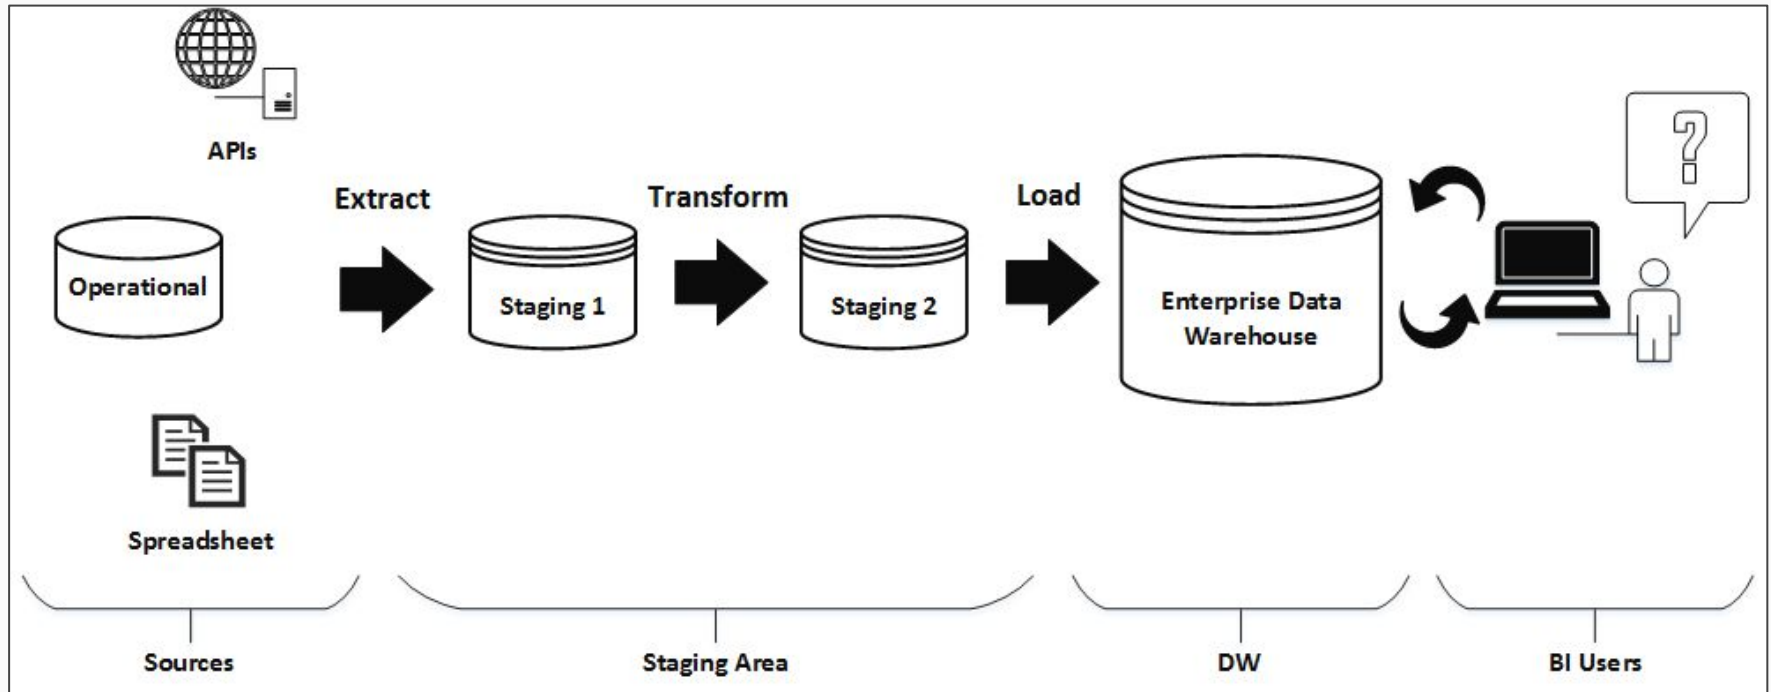 APIs
Extract
Transform
Load
?
Operational
Staging 1
Staging 2
Enterprise Data
Warehouse
Spreadsheet
Sources
Staging Area
DW
BI Users